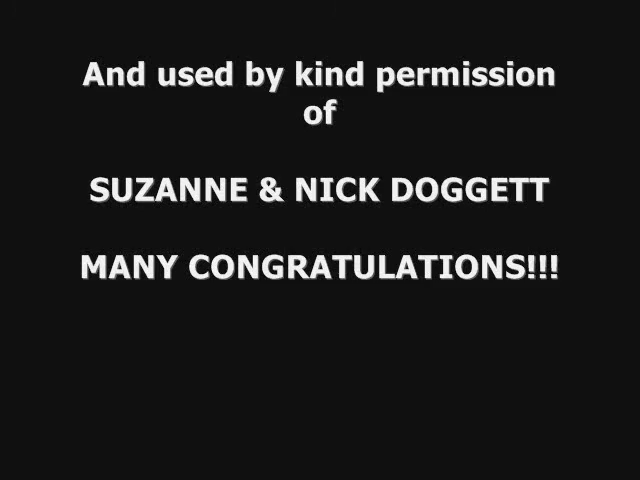 And used by kind permission
of
SUZANNE & NICK DOGGETT
MANY CONGRATULATIONS!!!